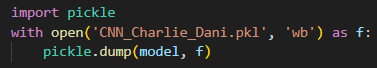 import pickle
with open('CNN_Charlie_Dani.pkl', 'wb') as f:
    pickle.dump(model, f)